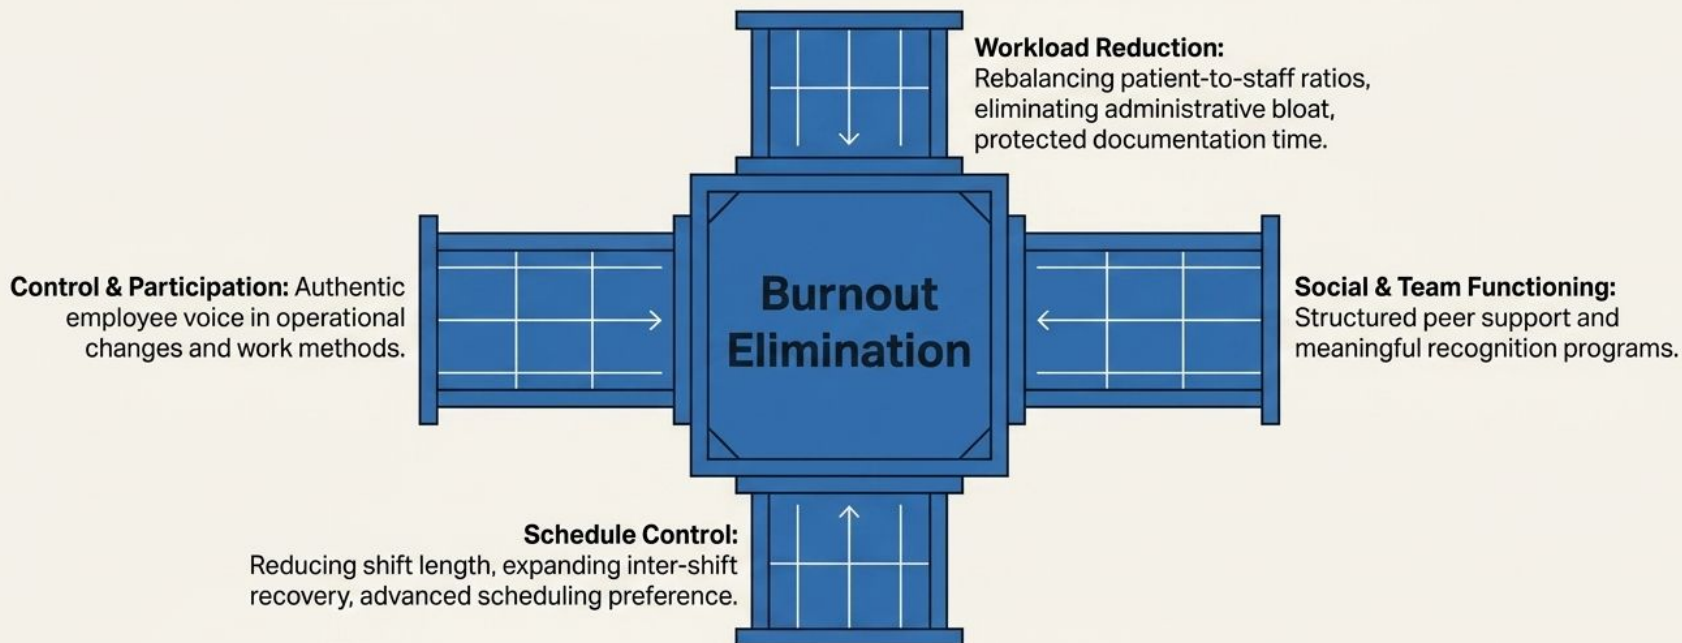 Workload Reduction:
Rebalancing patient-to-staff ratios,
eliminating administrative bloat,
protected documentation time.
Control & Participation: Authentic
employee voice in operational
changes and work methods.
Burnout
Elimination
Social & Team Functioning:
Structured peer support and
meaningful recognition programs.
Schedule Control:
Reducing shift length, expanding inter-shift
recovery, advanced scheduling preference.